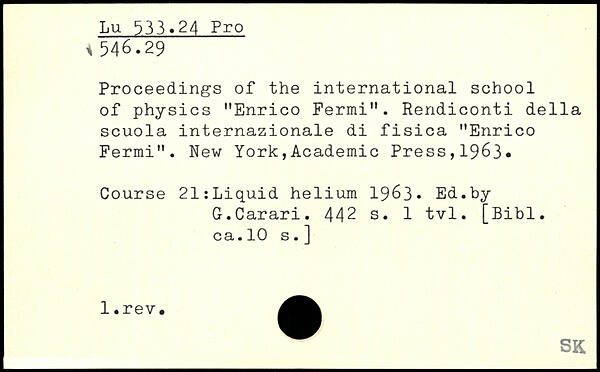 Lu 533.24 Pro
546.29
Proceedings of the international school
of physics "Enrico Fermi". Rendiconti della
scuola internazionale di fisica "Enrico
Fermi". New York,Academic Press,1963.
Course 21:Liquid helium 1963. Ed.by
G.Carari. 442 s. 1 tvl. [Bibl.
ca.10 s.]
1.rev.
SK